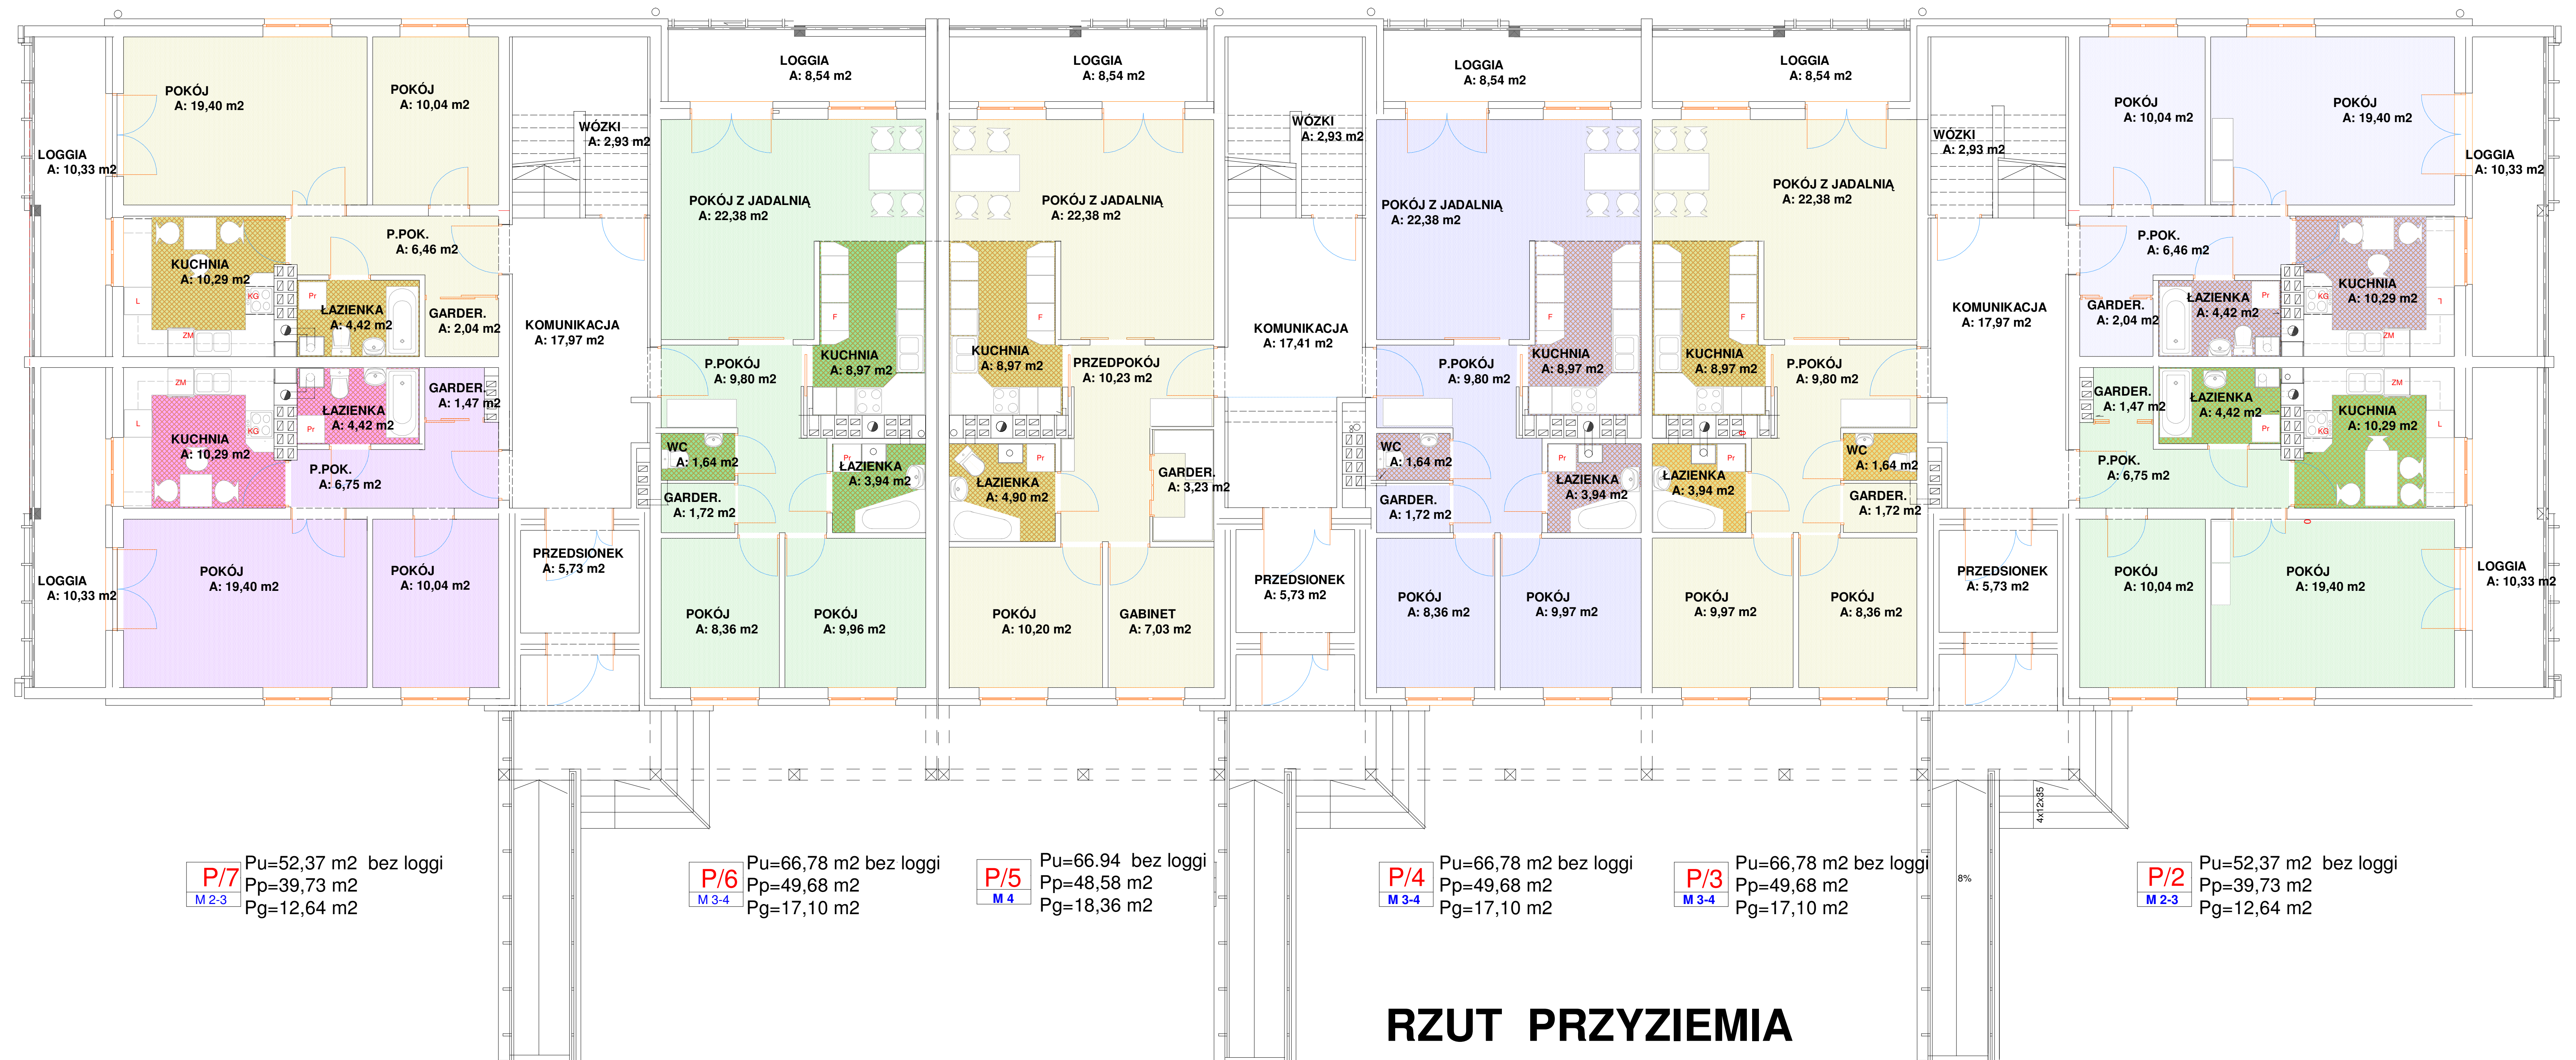 POKÓJ
A: 19,40 m2
POKÓJ
A: 10,04 m2
LOGGIA
A: 10,33 m2
P.POK.
A: 6,46 m2
KUCHNIA
A: 10,29 m2
L
KG
ZM
Pr
ŁAZIENKA
A: 4,42 m2
GARDER.
A: 2,04 m2
ZM
L
KG
Pr
KUCHNIA
A: 10,29 m2
ŁAZIENKA
A: 4,42 m2
GARDER.
A: 1,47 m2
P.POK.
A: 6,75 m2
LOGGIA
A: 10,33 m2
POKÓJ
A: 19,40 m2
POKÓJ
A: 10,04 m2
WÓZKI
A: 2,93 m2
KOMUNIKACJA
A: 17,97 m2
PRZEDSIONEK
A: 5,73 m2
LOGGIA
A: 8,54 m2
POKÓJ Z JADALNIĄ
A: 22,38 m2
F
KUCHNIA
A: 8,97 m2
P.POKÓJ
A: 9,80 m2
WC
A: 1,64 m2
GARDER.
A: 1,72 m2
Pr
ŁAZIENKA
A: 3,94 m2
POKÓJ
A: 8,36 m2
POKÓJ
A: 9,96 m2
LOGGIA
A: 8,54 m2
POKÓJ Z JADALNIĄ
A: 22,38 m2
F
KUCHNIA
A: 8,97 m2
PRZEDPOKÓJ
A: 10,23 m2
Pr
ŁAZIENKA
A: 4,90 m2
GARDER.
A: 3,23 m2
POKÓJ
A: 10,20 m2
GABINET
A: 7,03 m2
WÓZKI
A: 2,93 m2
KOMUNIKACJA
A: 17,41 m2
PRZEDSIONEK
A: 5,73 m2
LOGGIA
A: 8,54 m2
POKÓJ Z JADALNIĄ
A: 22,38 m2
F
KUCHNIA
A: 8,97 m2
P.POKÓJ
A: 9,80 m2
WC
A: 1,64 m2
GARDER.
A: 1,72 m2
Pr
ŁAZIENKA
A: 3,94 m2
POKÓJ
A: 8,36 m2
POKÓJ
A: 9,97 m2
LOGGIA
A: 8,54 m2
POKÓJ Z JADALNIĄ
A: 22,38 m2
F
KUCHNIA
A: 8,97 m2
P.POKÓJ
A: 9,80 m2
Pr
ŁAZIENKA
A: 3,94 m2
WC
A: 1,64 m2
GARDER.
A: 1,72 m2
POKÓJ
A: 9,97 m2
POKÓJ
A: 8,36 m2
WÓZKI
A: 2,93 m2
KOMUNIKACJA
A: 17,97 m2
PRZEDSIONEK
A: 5,73 m2
POKÓJ
A: 10,04 m2
POKÓJ
A: 19,40 m2
LOGGIA
A: 10,33 m2
P.POK.
A: 6,46 m2
GARDER.
A: 2,04 m2
ŁAZIENKA
A: 4,42 m2
Pr
KG
KUCHNIA
A: 10,29 m2
L
ZM
GARDER.
A: 1,47 m2
ŁAZIENKA
A: 4,42 m2
Pr
KG
ZM
L
KUCHNIA
A: 10,29 m2
P.POK.
A: 6,75 m2
POKÓJ
A: 10,04 m2
POKÓJ
A: 19,40 m2
LOGGIA
A: 10,33 m2
4x12x35
8%
P/7
M 2-3
Pu=52,37 m2 bez loggi
Pp=39,73 m2
Pg=12,64 m2
P/6
M 3-4
Pu=66,78 m2 bez loggi
Pp=49,68 m2
Pg=17,10 m2
P/5
M 4
Pu=66.94 bez loggi
Pp=48,58 m2
Pg=18,36 m2
P/4
M 3-4
Pu=66,78 m2 bez loggi
Pp=49,68 m2
Pg=17,10 m2
P/3
M 3-4
Pu=66,78 m2 bez loggi
Pp=49,68 m2
Pg=17,10 m2
P/2
M 2-3
Pu=52,37 m2 bez loggi
Pp=39,73 m2
Pg=12,64 m2
RZUT PRZYZIEMIA